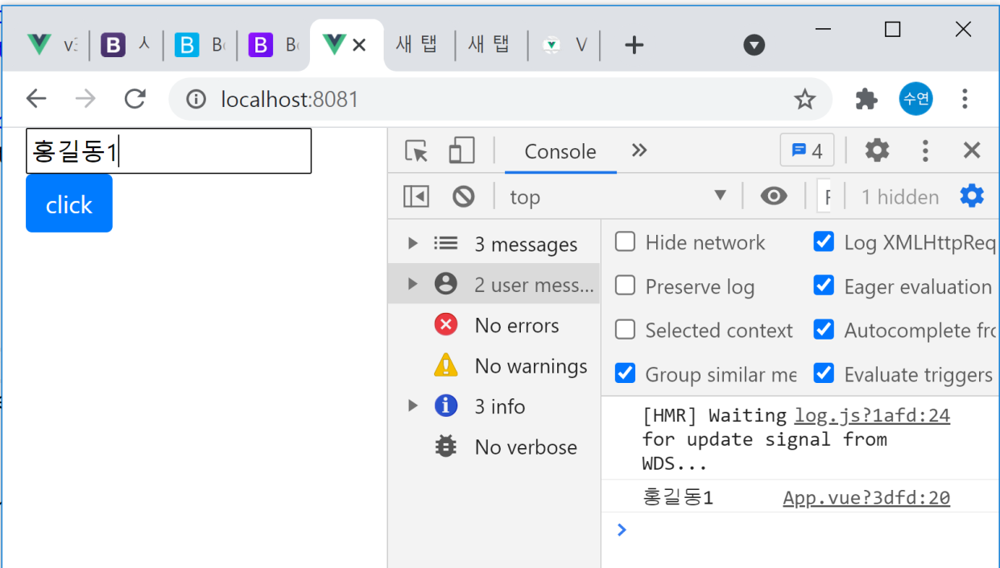 새 탭
새 탭
V
localhost:8081
수연
홍길동1
click
Console
4
top
1 hidden
3 messages
2 user mess...
No errors
No warnings
3 info
No verbose
Hide network
Log XMLHttpReq
Preserve log
Eager evaluation
Selected context
Autocomplete fro
Group similar me
Evaluate triggers
[HMR] Waiting log.js?1afd:24
for update signal from
WDS...
홍길동1 App.vue?3dfd:20